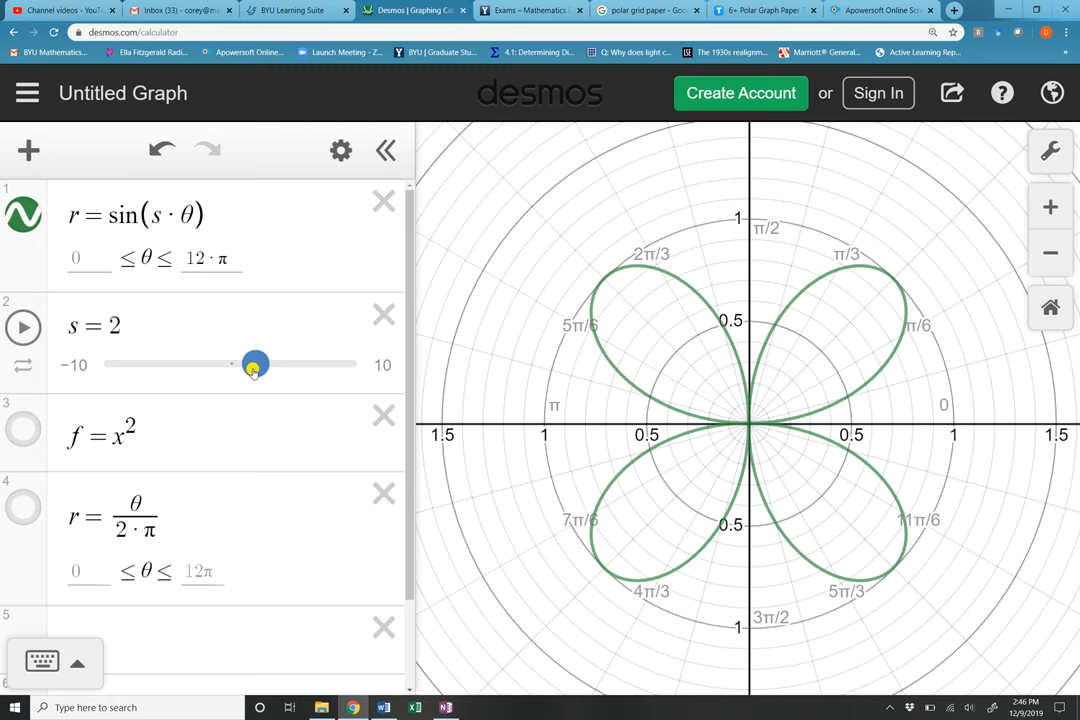 Channel videos - YouT
Inbox (33) - corey@ma
BYU Learning Suite
Desmos | Graphing Cal
Exams – Mathematics
polar grid paper - Goo
6+ Polar Graph Paper T
Apowersoft Online Scr
desmos.com/calculator
BYU Mathematics...
Ella Fitzgerald Radi...
Apowersoft Online...
Launch Meeting - Z...
BYU | Graduate Stu...
4.1: Determining Di...
Q: Why does light c...
The 1930s realignm...
Marriott® General...
Active Learning Rep...
Untitled Graph
desmos
Create Account
or
Sign In
1
r = sin(s · θ)
0 ≤ θ ≤ 12 · π
2
s = 2
−10
10
3
f = x²
4
r = θ / 2 · π
0 ≤ θ ≤ 12π
5
6
1
π/2
2π/3
π/3
5π/6
0.5
π/6
π
0
1.5
1
0.5
0.5
1
1.5
7π/6
0.5
11π/6
4π/3
5π/3
1
3π/2
Type here to search
2:46 PM
12/9/2019